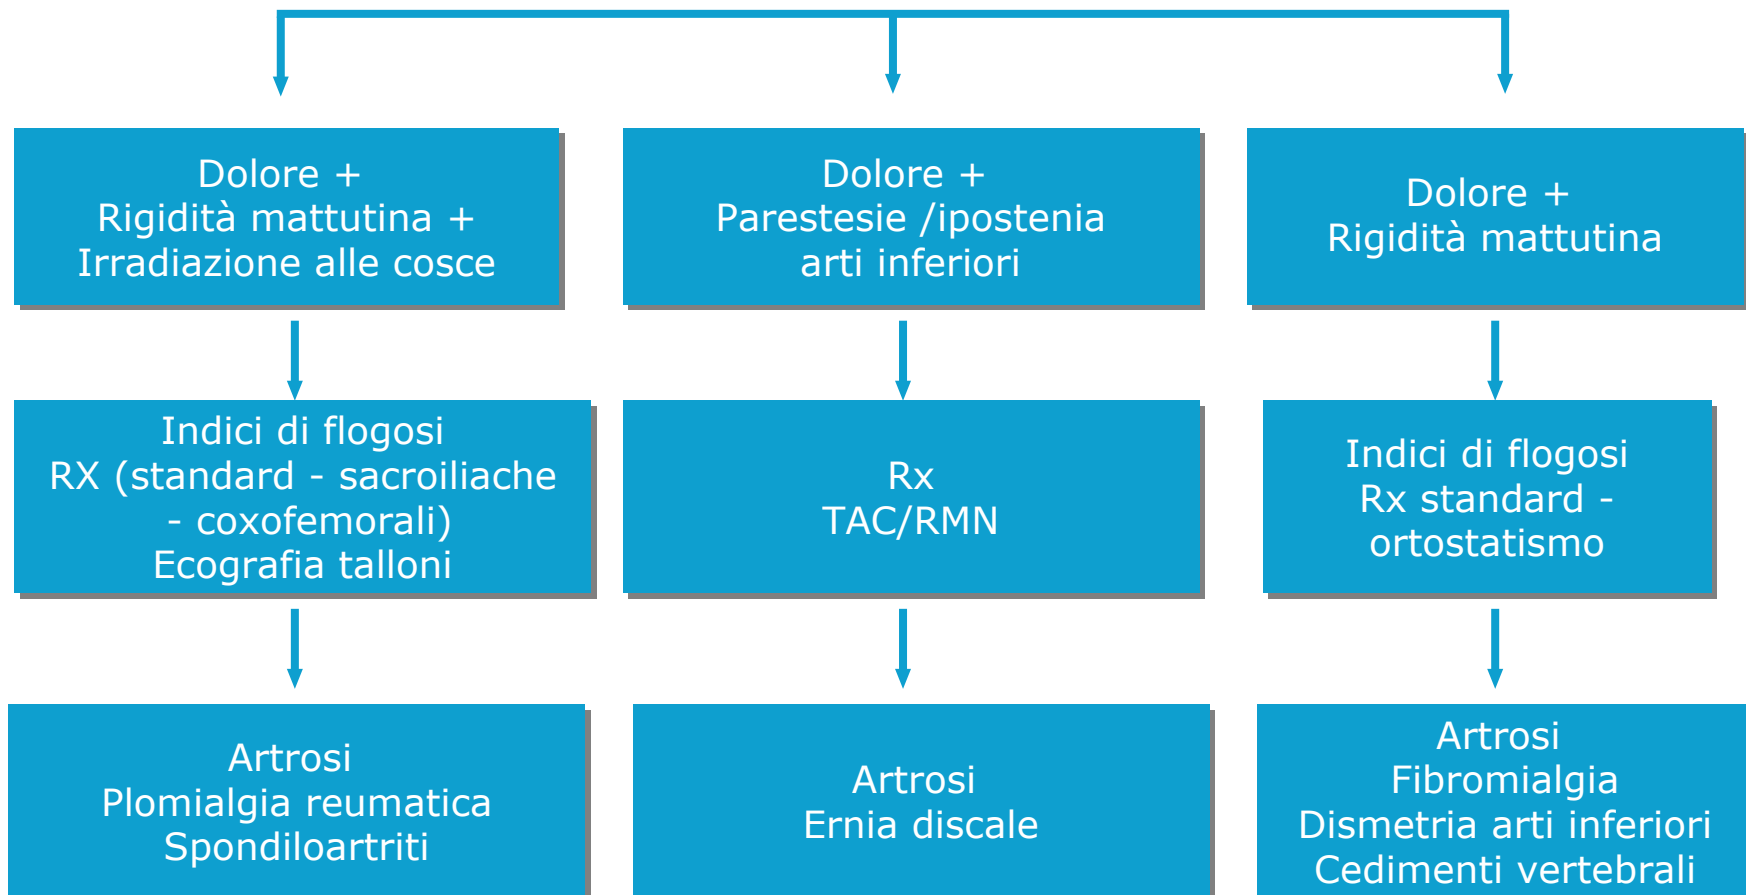 Dolore +
Rigidità mattutina +
Irradiazione alle cosce
Dolore +
Parestesie /ipostenia
arti inferiori
Dolore +
Rigidità mattutina
Indici di flogosi
RX (standard - sacroiliache
- coxofemorali)
Ecografia talloni
Rx
TAC/RMN
Indici di flogosi
Rx standard -
ortostatismo
Artrosi
Plomialgia reumatica
Spondiloartriti
Artrosi
Ernia discale
Artrosi
Fibromialgia
Dismetria arti inferiori
Cedimenti vertebrali